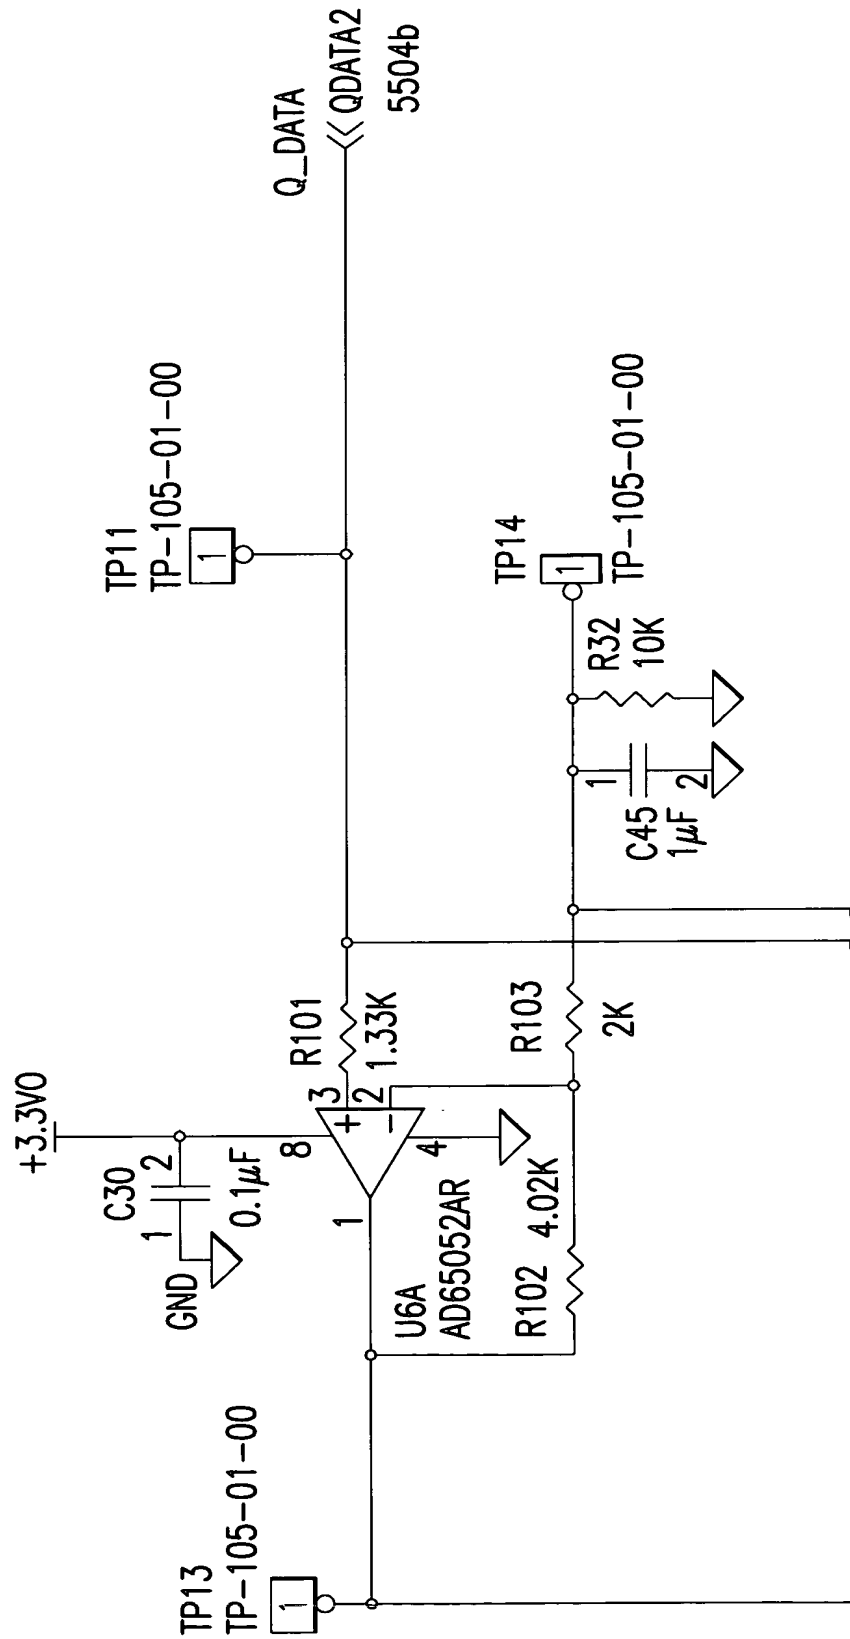 Q_DATA
QDATA2
5504b
TP11
TP-105-01-00
1
TP14
1
TP-105-01-00
R32
10K
1
2
C45
1µF
R101
1.33K
R103
2K
+3.3V0
C30
2
1
0.1µF
GND
8
3
2
+
-
4
1
U6A
AD65052AR
R102
4.02K
TP13
TP-105-01-00
1